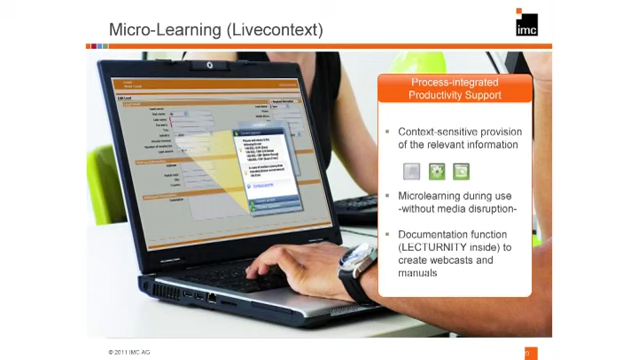 Micro-Learning (Livecontext)
imc
Process-integrated
Productivity Support
Context-sensitive provision
of the relevant information
Microlearning during use
-without media disruption-
Documentation function
(LECTURNITY inside) to
create webcasts and
manuals
© 2011 IMC AG